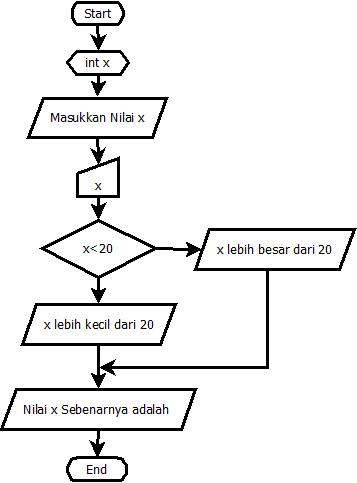 Start
int x
Masukkan Nilai x
x
x<20
x lebih besar dari 20
x lebih kecil dari 20
Nilai x Sebenarnya adalah
End